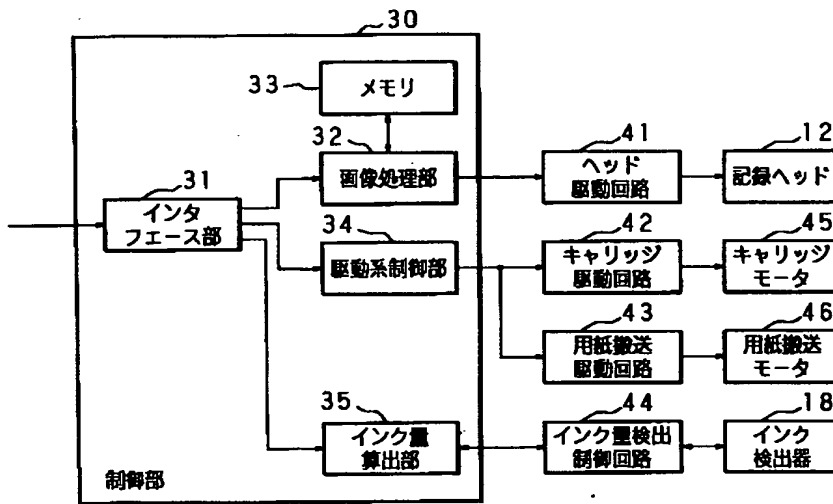 30
33
メモリ
32
画像処理部
41
ヘッド
駆動回路
12
記録ヘッド
31
インタ
フェース部
34
駆動系制御部
42
キャリッジ
駆動回路
45
キャリッジ
モータ
43
用紙搬送
駆動回路
46
用紙搬送
モータ
35
インク量
算出部
44
インク量検出
制御回路
18
インク
検出器
制御部